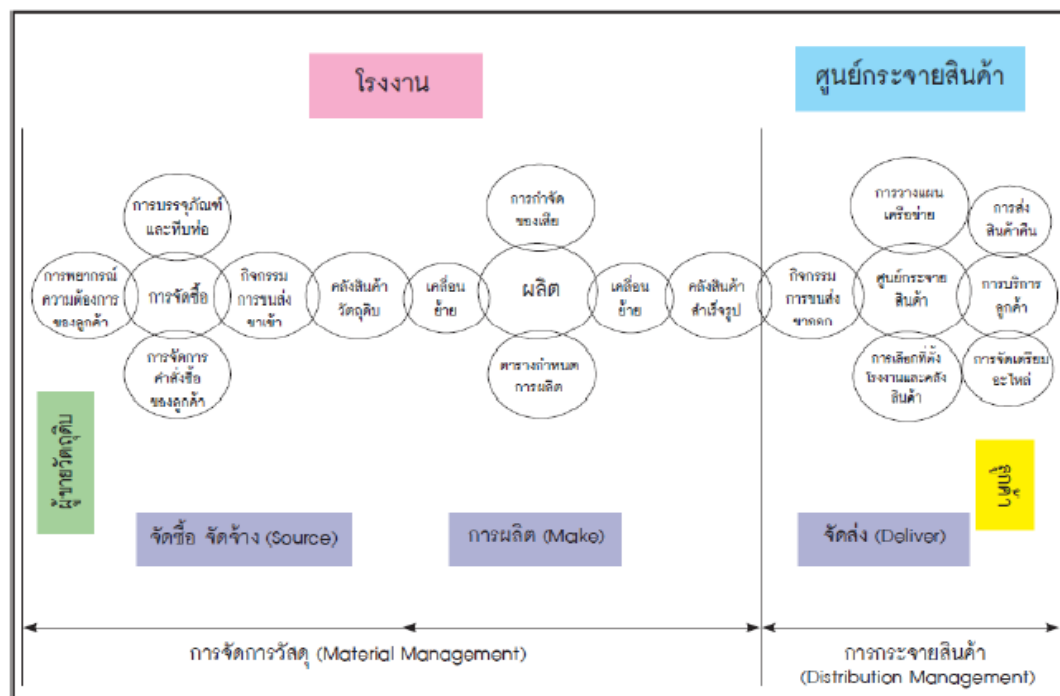 โรงงาน
ศูนย์กระจายสินค้า
การบรรจุภัณฑ์
และหีบห่อ
การกำจัด
ของเสีย
การวางแผน
เครือข่าย
การส่ง
สินค้าคืน
การพยากรณ์
ความต้องการ
ของลูกค้า
การจัดซื้อ
กิจกรรม
การขนส่ง
ขาเข้า
คลังสินค้า
วัตถุดิบ
เคลื่อน
ย้าย
ผลิต
เคลื่อน
ย้าย
คลังสินค้า
สำเร็จรูป
กิจกรรม
การขนส่ง
ขาออก
ศูนย์กระจาย
สินค้า
การบริการ
ลูกค้า
การจัดการ
คำสั่งซื้อ
ของลูกค้า
ตารางกำหนด
การผลิต
การเลือกที่ตั้ง
โรงงานและคลัง
สินค้า
การจัดเตรียม
อะไหล่
ผู้ขายวัตถุดิบ
ลูกค้า
จัดซื้อ จัดจ้าง (Source)
การผลิต (Make)
จัดส่ง (Deliver)
การจัดการวัสดุ (Material Management)
การกระจายสินค้า
(Distribution Management)